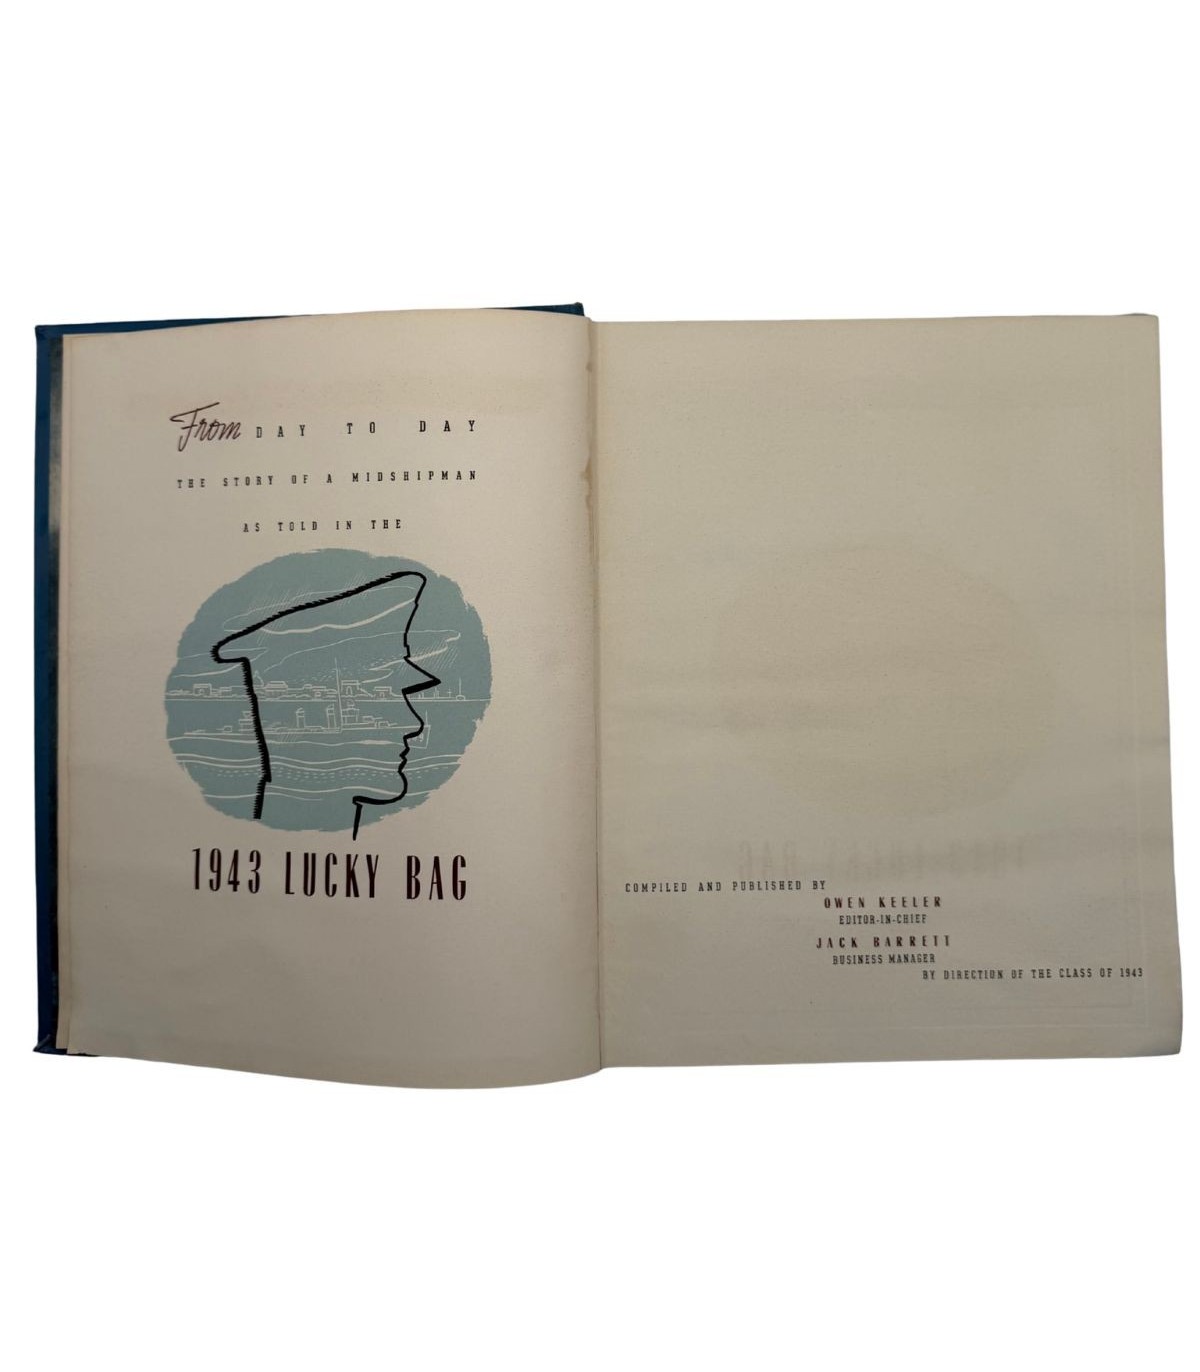 From DAY TO DAY
THE STORY OF A MIDSHIPMAN
AS TOLD IN THE
1943 LUCKY BAG
COMPILED AND PUBLISHED BY
OWEN KEELER
EDITOR-IN-CHIEF
JACK BARRETT
BUSINESS MANAGER
BY DIRECTION OF THE CLASS OF 1943